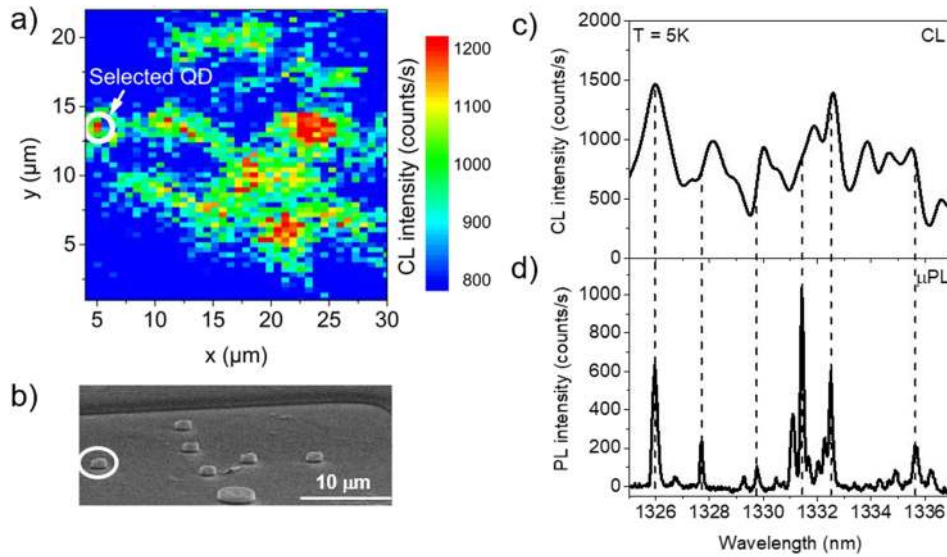 a)
20
15
10
5
y (µm)
Selected QD
5
10
15
20
25
30
x (µm)
1200
1100
1000
900
800
CL intensity (counts/s)
b)
10 µm
c)
2000
1500
1000
500
0
CL intensity (counts/s)
T = 5K
CL
d)
1000
800
600
400
200
0
PL intensity (counts/s)
µPL
1326
1328
1330
1332
1334
1336
Wavelength (nm)